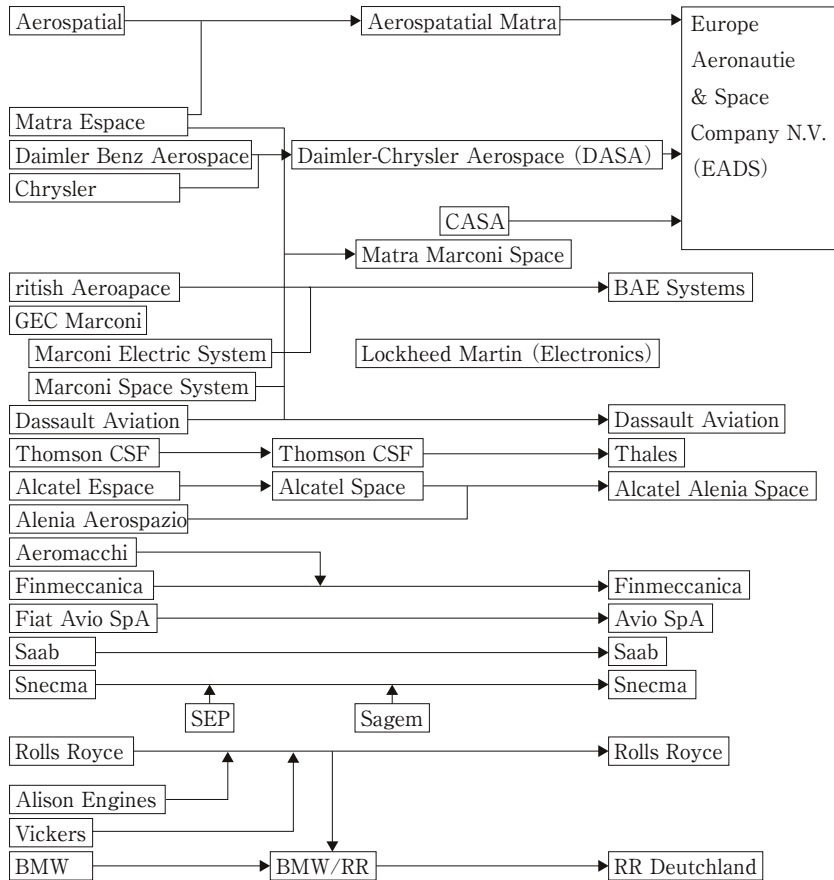 Aerospatial
Aerospatatial Matra
Europe
Aeronautie
& Space
Company N.V.
(EADS)
Matra Espace
Daimler Benz Aerospace
Daimler-Chrysler Aerospace (DASA)
Chrysler
CASA
Matra Marconi Space
ritish Aeroapace
BAE Systems
GEC Marconi
Marconi Electric System
Lockheed Martin (Electronics)
Marconi Space System
Dassault Aviation
Dassault Aviation
Thomson CSF
Thomson CSF
Thales
Alcatel Espace
Alcatel Space
Alcatel Alenia Space
Alenia Aerospazio
Aeromacchi
Finmeccanica
Finmeccanica
Fiat Avio SpA
Avio SpA
Saab
Saab
Snecma
Snecma
SEP
Sagem
Rolls Royce
Rolls Royce
Alison Engines
Vickers
BMW
BMW/RR
RR Deutchland